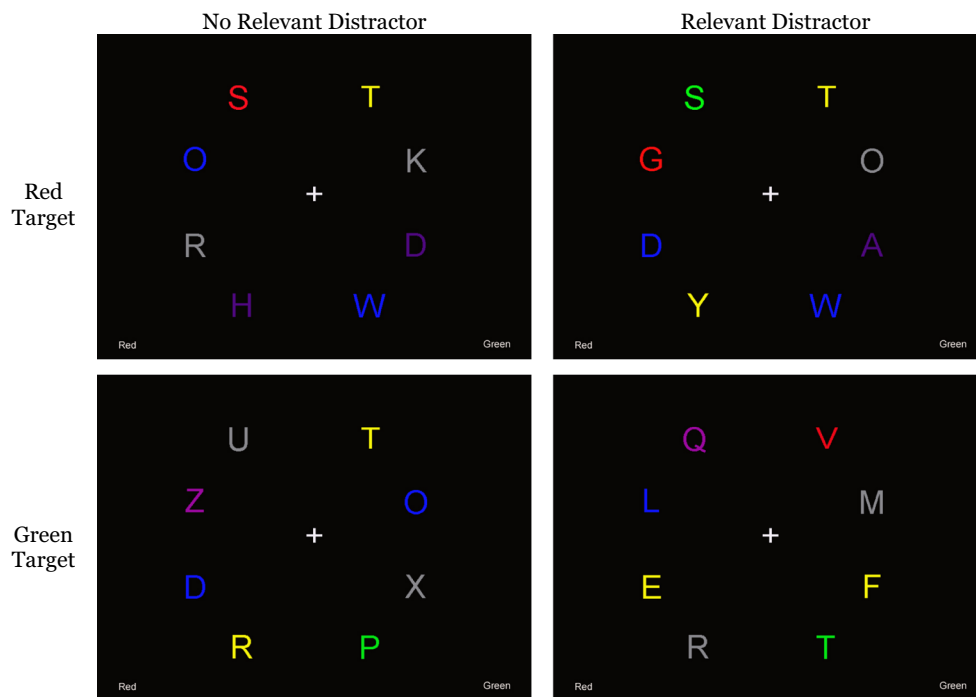 No Relevant Distractor Relevant Distractor
S T S T
O K G O
Red
Target
+ +
R D D A
H W Y W
Red Green Red Green
U T Q V
Z O L M
Green
Target
+ +
D X E F
R P R T
Red Green Red Green